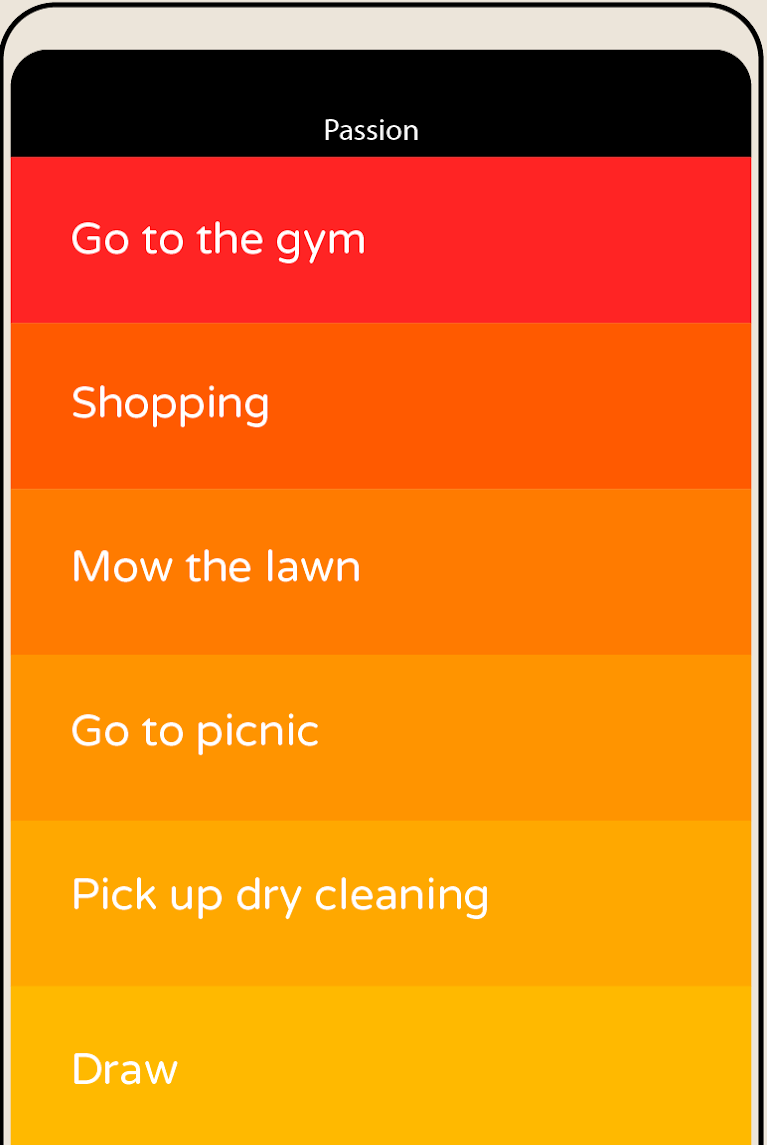 Passion
Go to the gym
Shopping
Mow the lawn
Go to picnic
Pick up dry cleaning
Draw